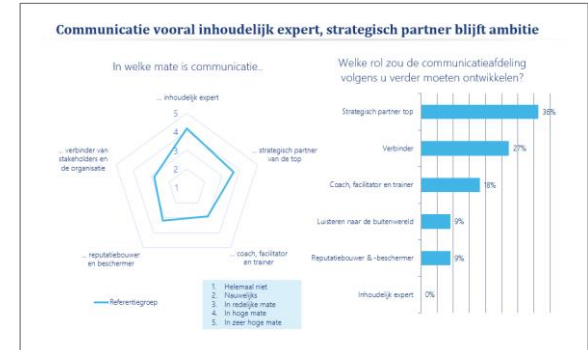 Communicatie vooral inhoudelijk expert, strategisch partner blijft ambitie
In welke mate is communicatie..
... inhoudelijk expert
5
4
3
2
1
... strategisch partner
van de top
... coach, facilitator
en trainer
... reputatiebouwer
en beschermer
... verbinder van
stakeholders en
de organisatie
Referentiegroep
1. Helemaal niet
2. Nauwelijks
3. In redelijke mate
4. In hoge mate
5. In zeer hoge mate
Welke rol zou de communicatieafdeling
volgens u verder moeten ontwikkelen?
Strategisch partner top 36%
Verbinder 27%
Coach, facilitator en trainer 18%
Luisteren naar de buitenwereld 9%
Reputatiebouwer & -beschermer 9%
Inhoudelijk expert 0%